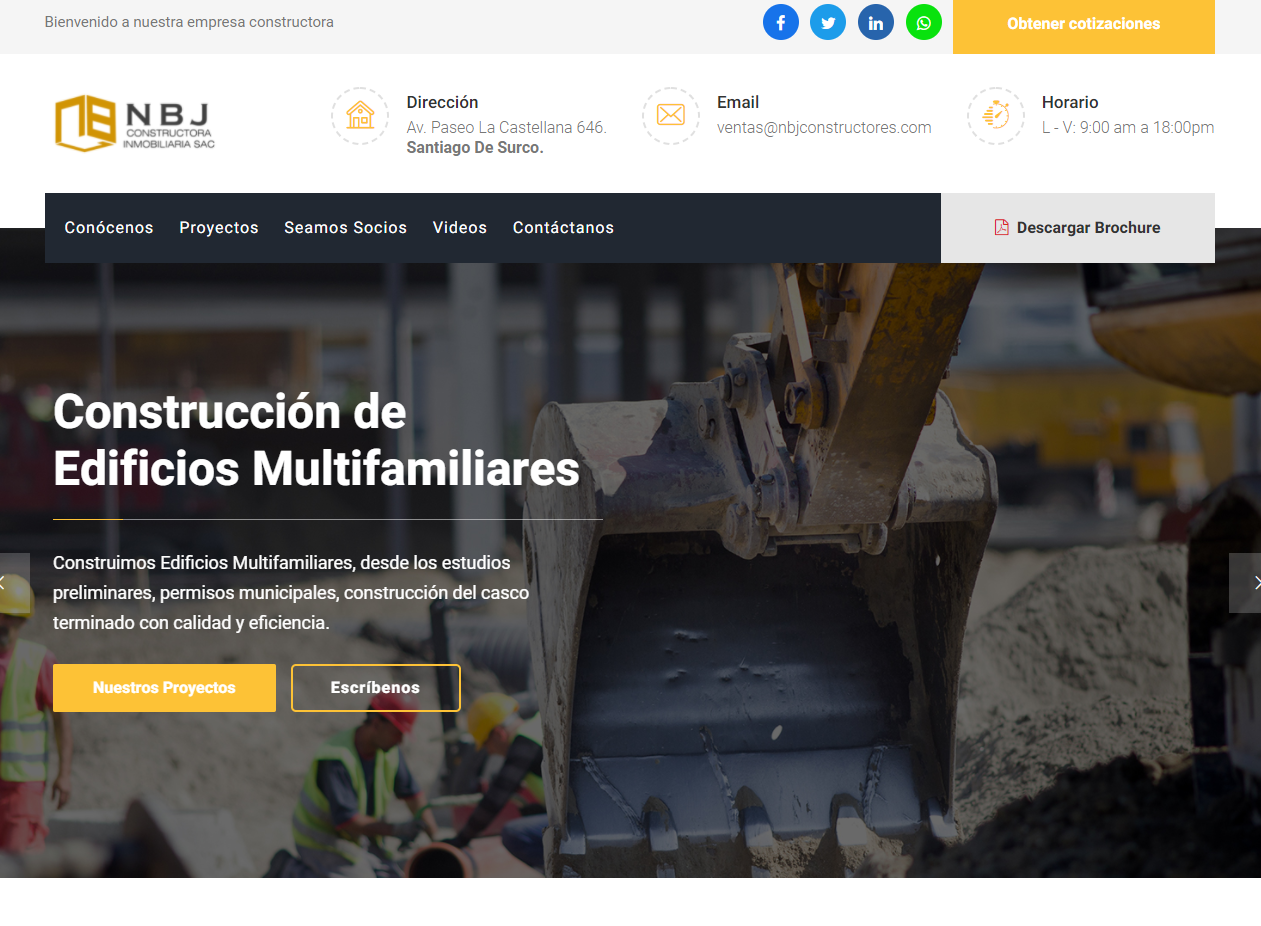 Bienvenido a nuestra empresa constructora
Obtener cotizaciones
NBJ
CONSTRUCTORA
INMOBILIARIA SAC
Dirección
Av. Paseo La Castellana 646.
Santiago De Surco.
Email
ventas@nbjconstructores.com
Horario
L - V: 9:00 am a 18:00pm
Conócenos Proyectos Seamos Socios Videos Contáctanos
Descargar Brochure
Construcción de
Edificios Multifamiliares
Construimos Edificios Multifamiliares, desde los estudios
preliminares, permisos municipales, construcción del casco
terminado con calidad y eficiencia.
Nuestros Proyectos
Escríbenos